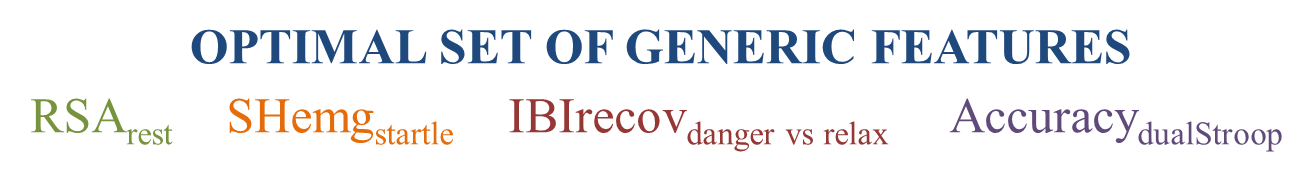 OPTIMAL SET OF GENERIC FEATURES
RSArest SHemgstartle IBIrecovdanger vs relax AccuracydualStroop